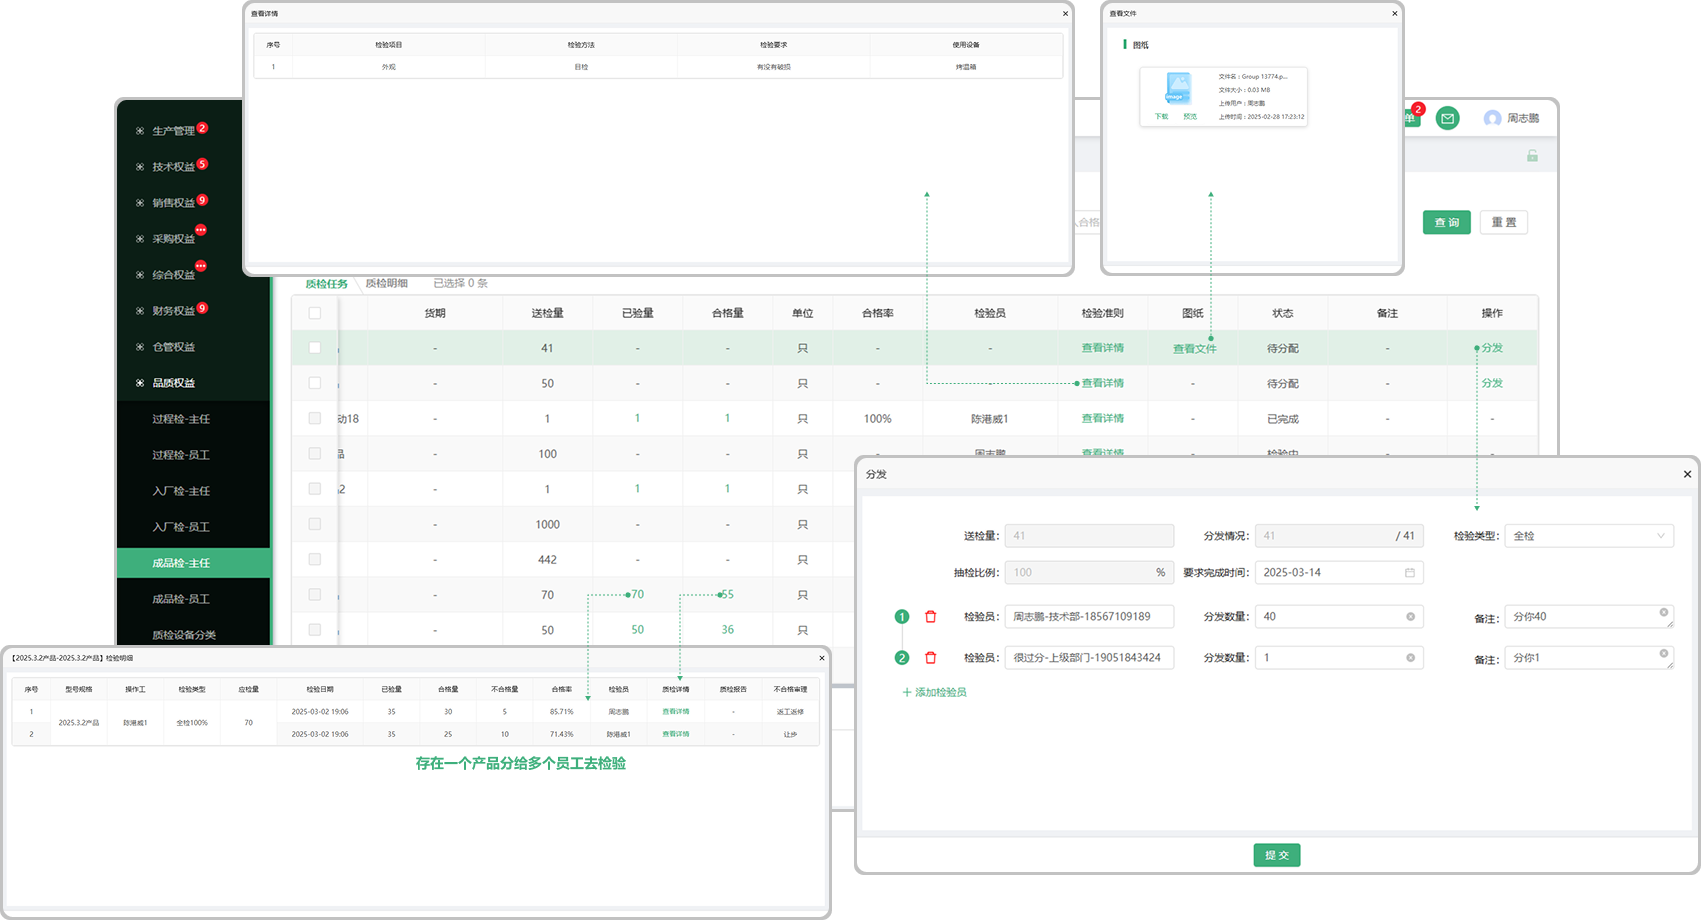 查看详情
序号 检验项目 检验方法 检验要求 使用设备
1 外观 目检 有没有破损 烤温箱
查看文件
图纸
文件名：Group 13774.p...
文件大小：0.03 MB
上传用户：周志鹏
上传时间：2025-02-28 17:23:12
下载 预览
生产管理 2
技术权益 5
销售权益 9
采购权益 •••
综合权益 •••
财务权益 9
仓管权益
品质权益
过程检-主任
过程检-员工
入厂检-主任
入厂检-员工
成品检-主任
成品检-员工
质检设备分类
单 2 周志鹏
合格 查询 重置
质检任务 质检明细 已选择 0 条
货期 送检量 已验量 合格量 单位 合格率 检验员 检验准则 图纸 状态 备注 操作
- 41 - - 只 - - 查看详情 查看文件 待分配 - 分发
- 50 - - 只 - - 查看详情 - 待分配 - 分发
动18 - 1 1 1 只 100% 陈港威1 查看详情 - 已完成 - -
品 - 100 - - 只 - 周志鹏 查看详情 - 检验中 - -
2 - 1 1 1 只
- 1000 - - 只
- 442 - - 只
- 70 70 55 只
- 50 50 36 只
【2025.3.2产品-2025.3.2产品】检验明细
序号 型号规格 操作工 检验类型 应检量 检验日期 已验量 合格量 不合格量 合格率 检验员 质检详情 质检报告 不合格审理
1 2025.3.2产品 陈港威1 全检100% 70 2025-03-02 19:06 35 30 5 85.71% 周志鹏 查看详情 - 返工返修
2 2025-03-02 19:06 35 25 10 71.43% 陈港威1 查看详情 - 让步
存在一个产品分给多个员工去检验
分发
送检量： 41 分发情况： 41 / 41 检验类型： 全检
抽检比例： 100 % 要求完成时间： 2025-03-14
1 检验员： 周志鹏-技术部-18567109189 分发数量： 40 备注： 分你40
2 检验员： 很过分-上级部门-19051843424 分发数量： 1 备注： 分你1
+ 添加检验员
提交